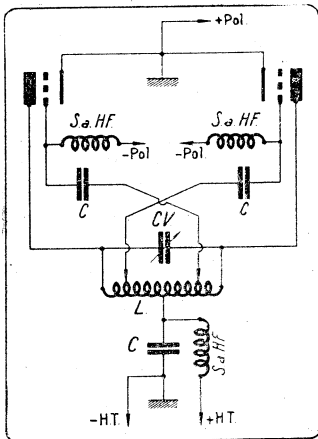 +Pol.
S.a.HF. S.a.HF.
-Pol. -Pol.
C CV C
L.
C S.a.HF.
-H.T. +H.T.